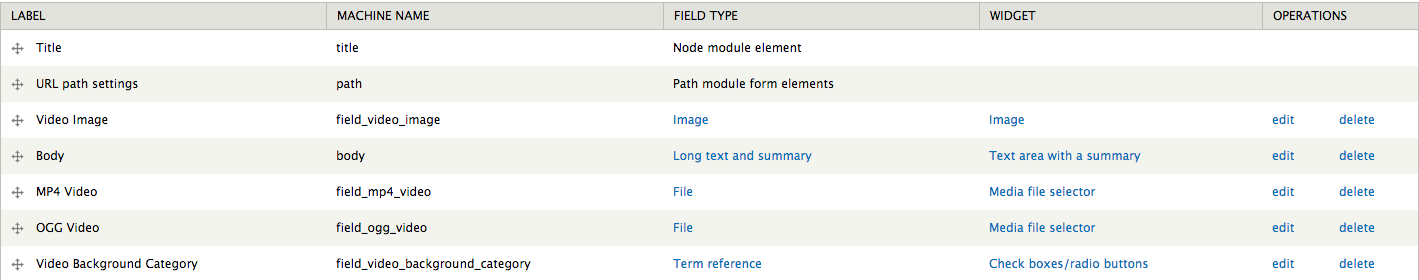 LABEL MACHINE NAME FIELD TYPE WIDGET OPERATIONS
Title title Node module element
URL path settings path Path module form elements
Video Image field_video_image Image Image edit delete
Body body Long text and summary Text area with a summary edit delete
MP4 Video field_mp4_video File Media file selector edit delete
OGG Video field_ogg_video File Media file selector edit delete
Video Background Category field_video_background_category Term reference Check boxes/radio buttons edit delete